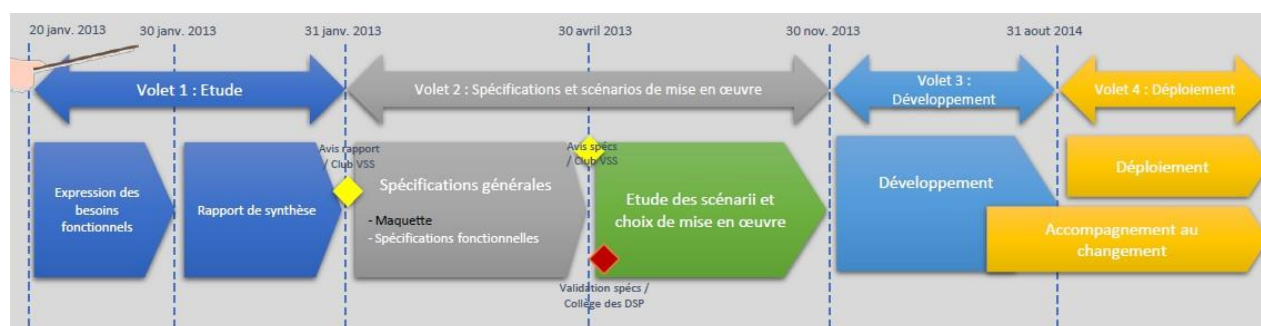 20 janv. 2013
30 janv. 2013
31 janv. 2013
30 avril 2013
30 nov. 2013
31 aout 2014
Volet 1 : Etude
Volet 2 : Spécifications et scénarios de mise en œuvre
Volet 3 :
Développement
Volet 4 : Déploiement
Expression des
besoins
fonctionnels
Rapport de synthèse
Avis rapport
/ Club VSS
Spécifications générales
- Maquette
- Spécifications fonctionnelles
Avis spécs
/ Club VSS
Etude des scénarii et
choix de mise en œuvre
Validation spécs /
Collège des DSP
Développement
Déploiement
Accompagnement au
changement